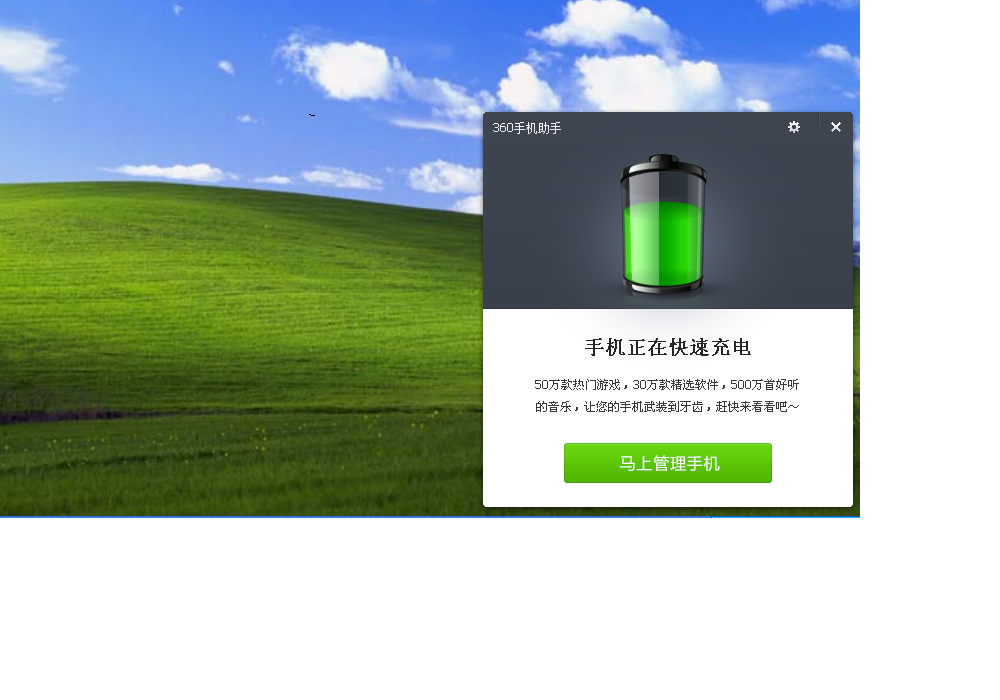 360手机助手
手机正在快速充电
50万款热门游戏，30万款精选软件，500万首好听
的音乐，让您的手机武装到牙齿，赶快来看看吧～
马上管理手机